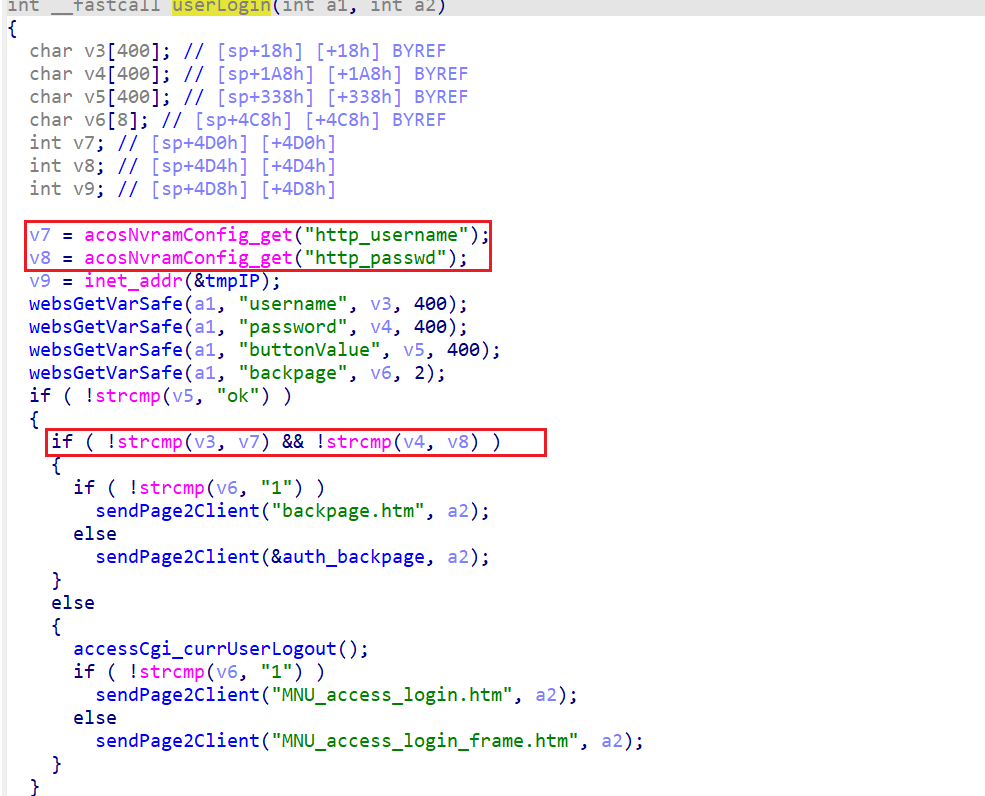 int __fastcall userLogin(int a1, int a2)
{
  char v3[400]; // [sp+18h] [+18h] BYREF
  char v4[400]; // [sp+1A8h] [+1A8h] BYREF
  char v5[400]; // [sp+338h] [+338h] BYREF
  char v6[8]; // [sp+4C8h] [+4C8h] BYREF
  int v7; // [sp+4D0h] [+4D0h]
  int v8; // [sp+4D4h] [+4D4h]
  int v9; // [sp+4D8h] [+4D8h]
  v7 = acosNvramConfig_get("http_username");
  v8 = acosNvramConfig_get("http_passwd");
  v9 = inet_addr(&tmpIP);
  websGetVarSafe(a1, "username", v3, 400);
  websGetVarSafe(a1, "password", v4, 400);
  websGetVarSafe(a1, "buttonValue", v5, 400);
  websGetVarSafe(a1, "backpage", v6, 2);
  if ( !strcmp(v5, "ok") )
  {
    if ( !strcmp(v3, v7) && !strcmp(v4, v8) )
    {
      if ( !strcmp(v6, "1") )
        sendPage2Client("backpage.htm", a2);
      else
        sendPage2Client(&auth_backpage, a2);
    }
    else
    {
      accessCgi_currUserLogout();
      if ( !strcmp(v6, "1") )
        sendPage2Client("MNU_access_login.htm", a2);
      else
        sendPage2Client("MNU_access_login_frame.htm", a2);
    }
  }